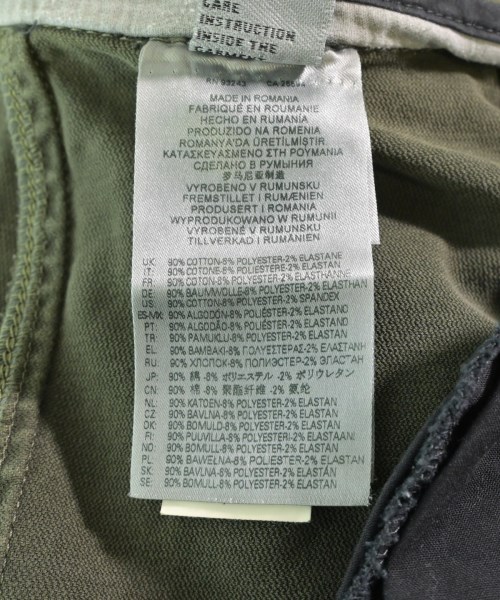 CARE
INSTRUCTION
INSIDE THE
GARMENT
RN 93243 CA 25594
MADE IN ROMANIA
FABRIQUÉ EN ROUMANIE
HECHO EN RUMANÍA
PRODUZIDO NA ROMENIA
ROMANYA'DA ÜRETİLMİŞTİR
ΚΑΤΑΣΚΕΥΑΣΜΕΝΟ ΣΤΗ ΡΟΥΜΑΝΙΑ
СДЕЛАНО В РУМЫНИЯ
罗马尼亚制造
VYROBENO V RUMUNSKU
FREMSTILLET I RUMÆNIEN
PRODUSERT I ROMANIA
WYPRODUKOWANO W RUMUNII
VYROBENÉ V RUMUNSKU
TILLVERKAD I RUMÄNIEN
UK: 90% COTTON-8% POLYESTER-2% ELASTANE
IT: 90% COTONE-8% POLIESTERE-2% ELASTAN
FR: 90% COTON-8% POLYESTER-2% ELASTHANNE
DE: 90% BAUMWOLLE-8% POLYESTER-2% ELASTHAN
US: 90% COTTON-8% POLYESTER-2% SPANDEX
ES-MX: 90% ALGODÓN-8% POLIÉSTER-2% ELASTANO
PT: 90% ALGODÃO-8% POLIÉSTER-2% ELASTANO
TR: 90% PAMUKLU-8% POLYESTER-2% ELASTAN
EL: 90% ΒΑΜΒΑΚΙ-8% ΠΟΛΥΕΣΤΕΡΑΣ-2% ΕΛΑΣΤΑΝΗ
RU: 90% ХЛОПОК-8% ПОЛИЭСТЕР-2% ЭЛАСТАН
JP: 90% 綿 -8% ポリエステル -2% ポリウレタン
CN: 90% 棉 -8% 聚酯纤维 -2% 氨纶
NL: 90% KATOEN-8% POLYESTER-2% ELASTAN
CZ: 90% BAVLNA-8% POLYESTER-2% ELASTAN
DK: 90% BOMULD-8% POLYESTER-2% ELASTAN
FI: 90% PUUVILLA-8% POLYESTERI-2% ELASTAANI
NO: 90% BOMULL-8% POLYESTER-2% ELASTAN
PL: 90% BAWEŁNA-8% POLIESTER-2% ELASTAN
SK: 90% BAVLNA-8% POLYESTER-2% ELASTAN
SE: 90% BOMULL-8% POLYESTER-2% ELASTAN